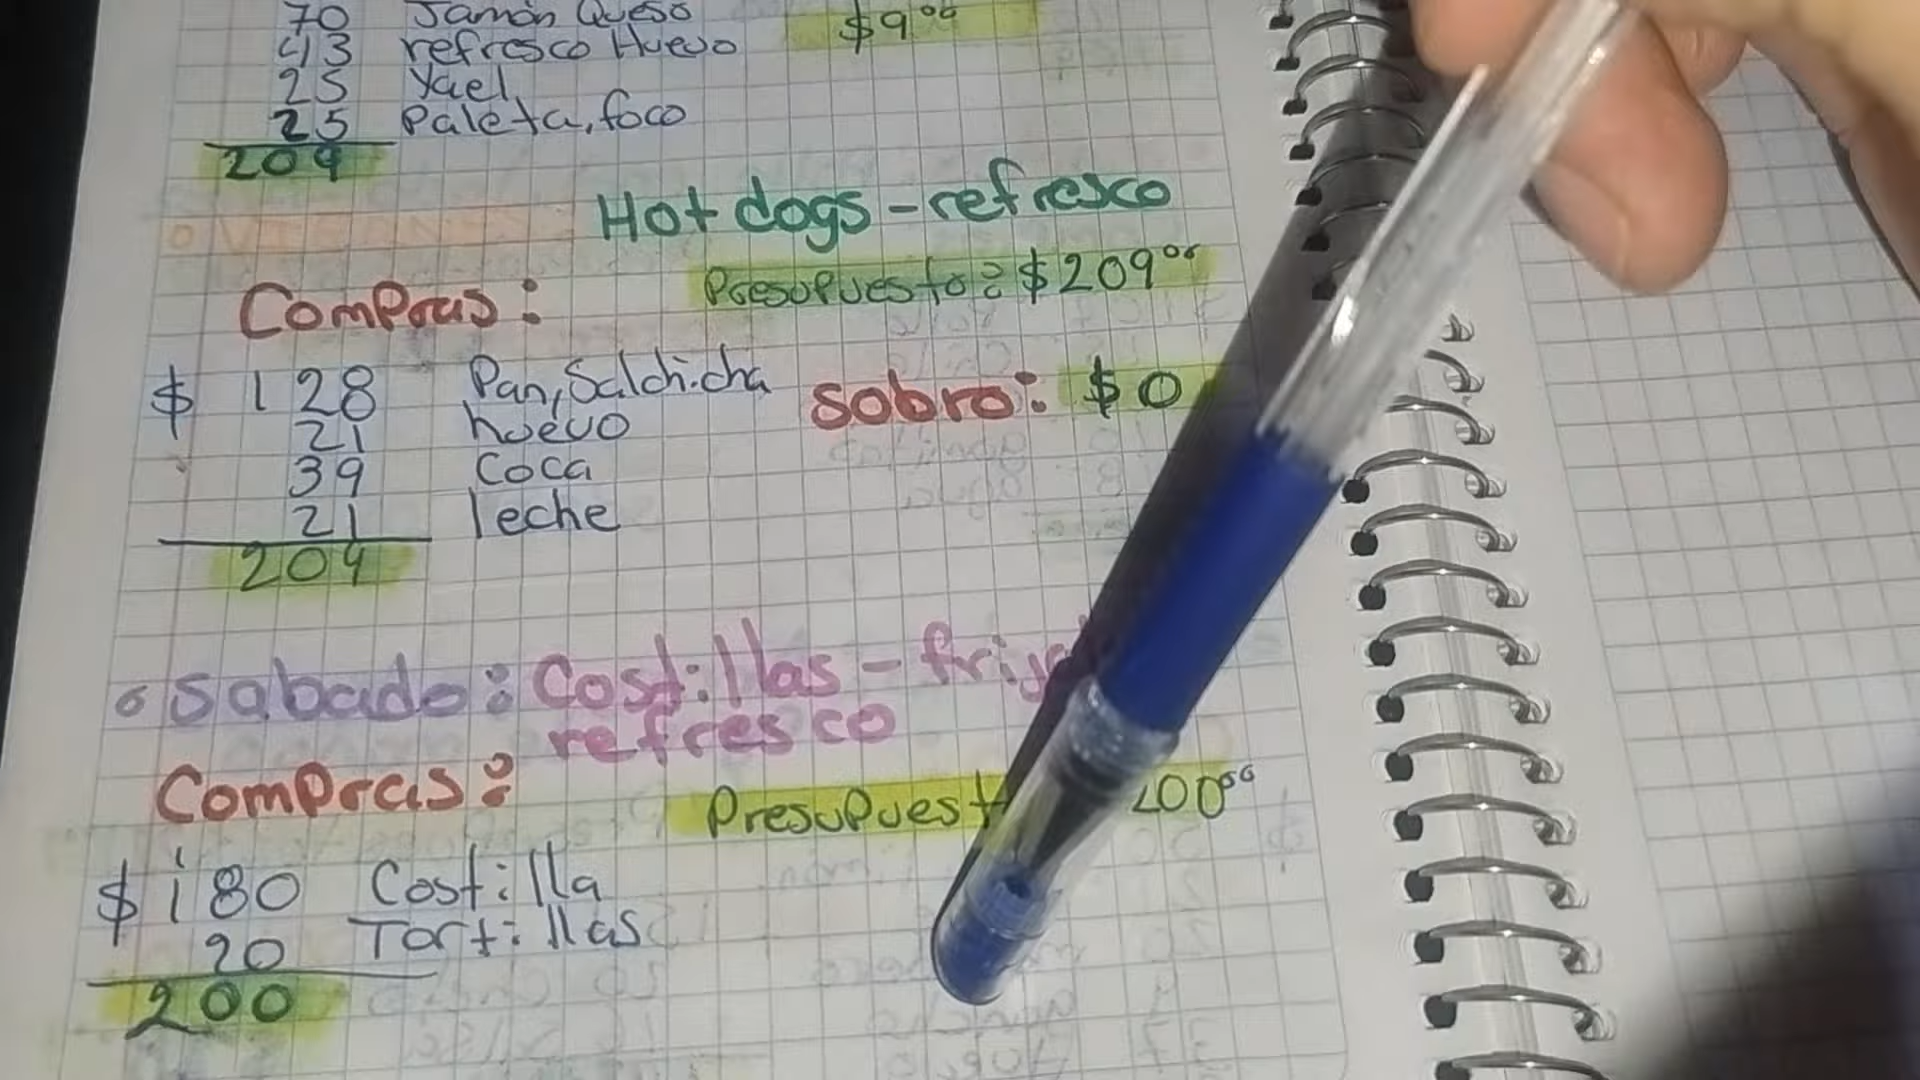 70 Jamón Queso
$9⁰⁰
43 refresco Huevo
25 Yael
25 Paleta, foco
209
Hot dogs - refresco
Compras: Presupuesto: $209⁰⁰
$ 128 Pan, Salchicha
sobro: $0
21 huevo
39 Coca
21 leche
209
Sabado: Costillas -
refresco
Compras:
200⁰⁰
$ 180 Costilla
20 Tortillas
200